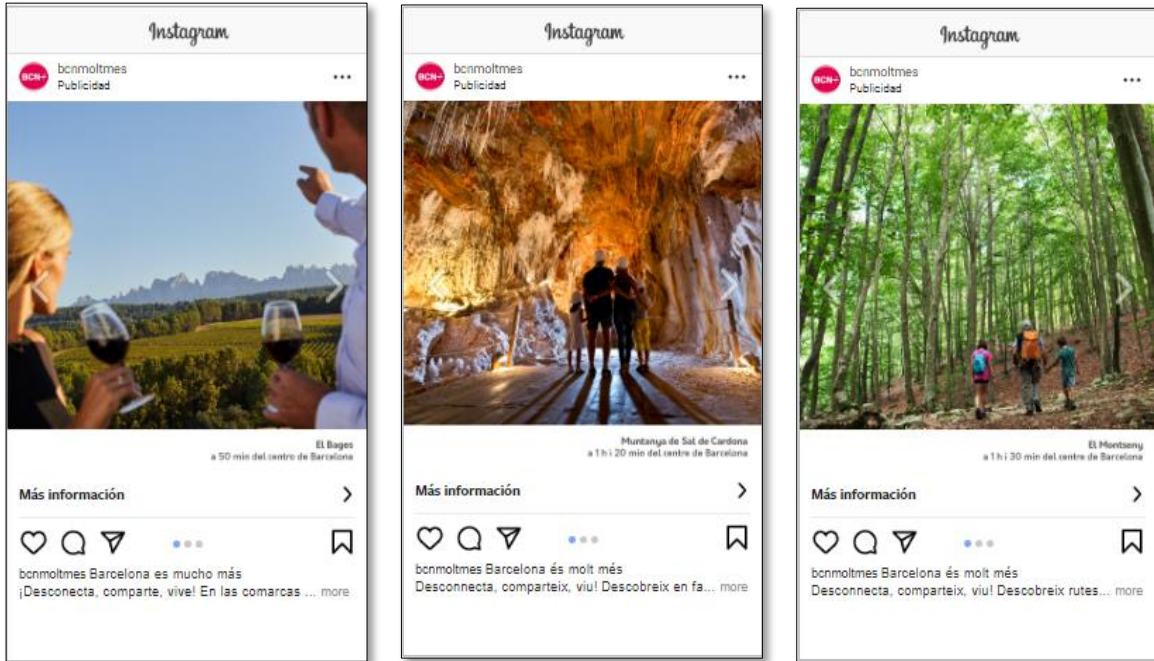 Instagram
BCN+
bcnmoltmes
Publicidad
El Bages
a 50 min del centro de Barcelona
Más información
bcnmoltmes Barcelona es mucho más
¡Desconecta, comparte, vive! En las comarcas ... more
Instagram
BCN+
bcnmoltmes
Publicidad
Muntanya de Sal de Cardona
a 1 h i 20 min del centre de Barcelona
Más información
bcnmoltmes Barcelona és molt més
Desconnecta, comparteix, viu! Descobreix en fa... more
Instagram
BCN+
bcnmoltmes
Publicidad
El Montseny
a 1 h i 30 min del centre de Barcelona
Más información
bcnmoltmes Barcelona és molt més
Desconnecta, comparteix, viu! Descobreix rutes... more